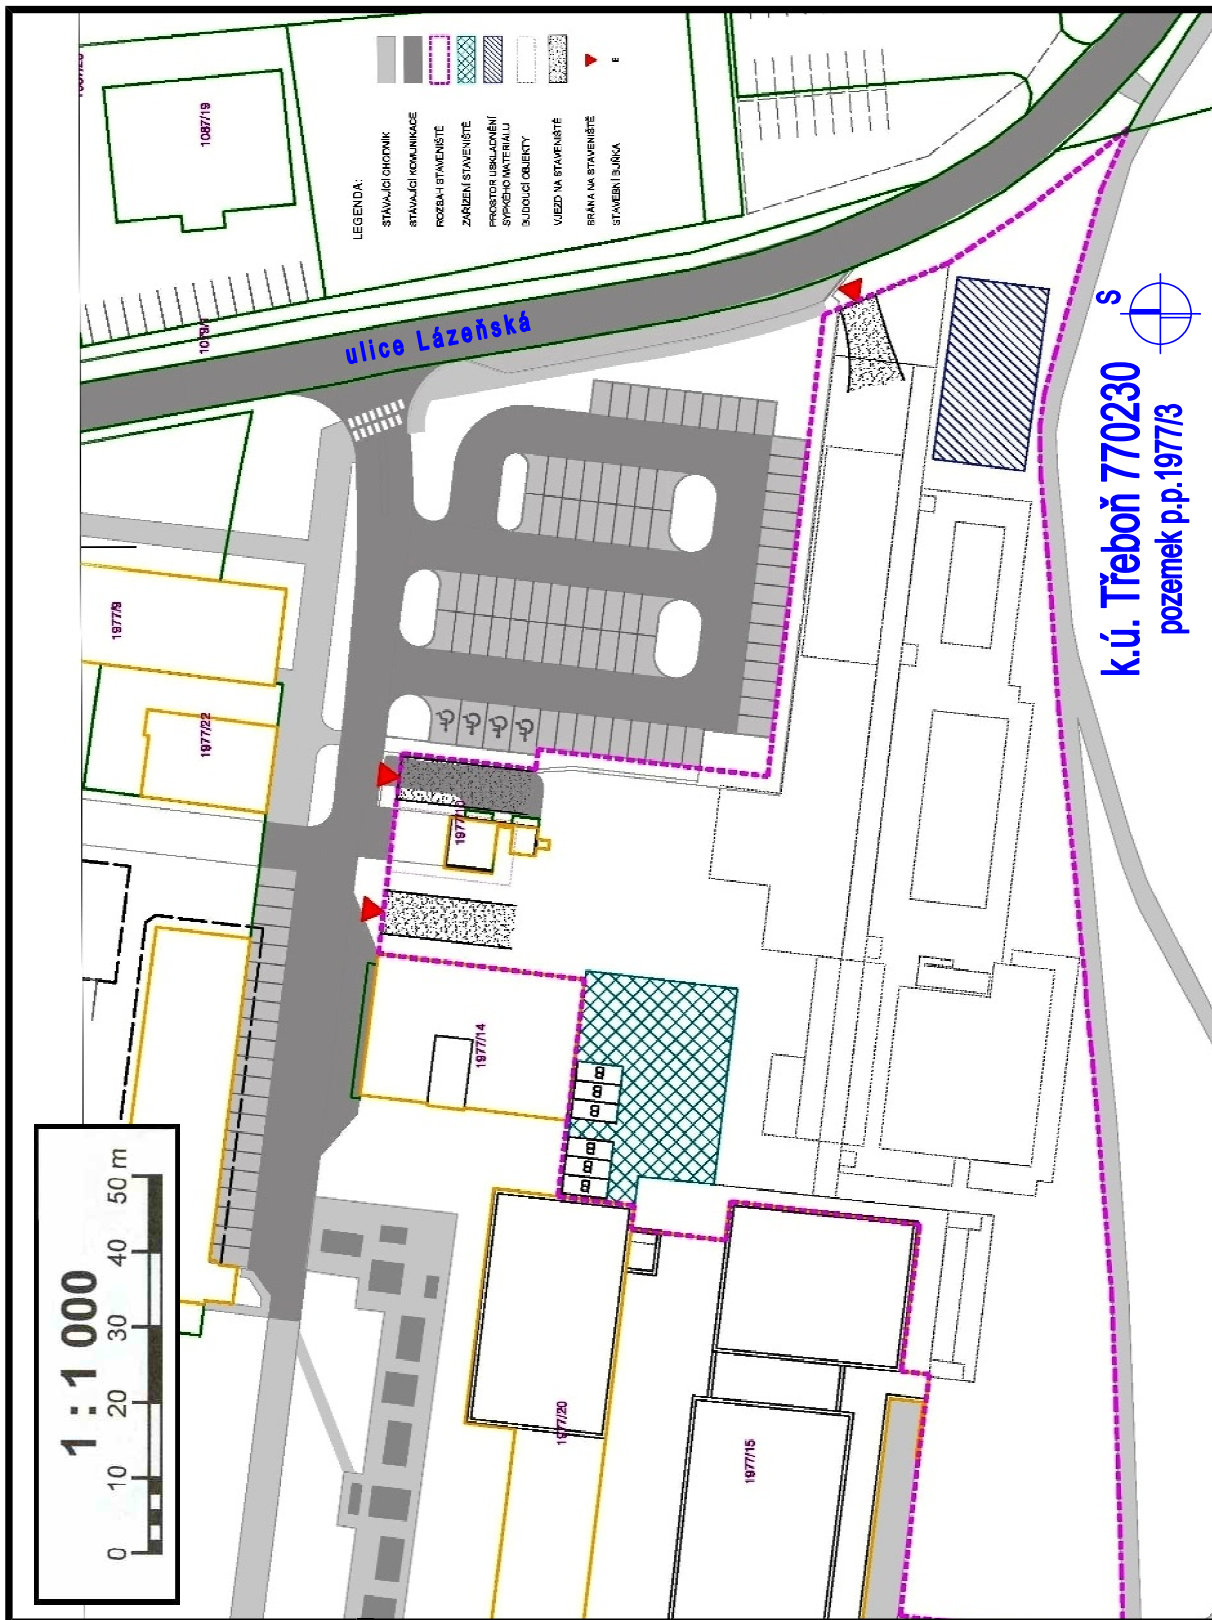 LEGENDA:
STÁVAJÍCÍ CHODNÍK
STÁVAJÍCÍ KOMUNIKACE
ROZSAH STAVENIŠTĚ
ZAŘÍZENÍ STAVENIŠTĚ
PROSTOR USKLADNĚNÍ
SYPKÉHO MATERIÁLU
BUDOUCÍ OBJEKTY
VJEZD NA STAVENIŠTĚ
BRÁNA NA STAVENIŠTĚ
B
STAVEBNÍ BUŇKA
1087/19
ulice Lázeňská
1977/9
1977/22
1977/10
1977/14
B
B
B
B
B
B
1977/20
1977/15
S
k.ú. Třeboň 770230
pozemek p.p.1977/3
1 : 1 000
0 10 20 30 40 50 m